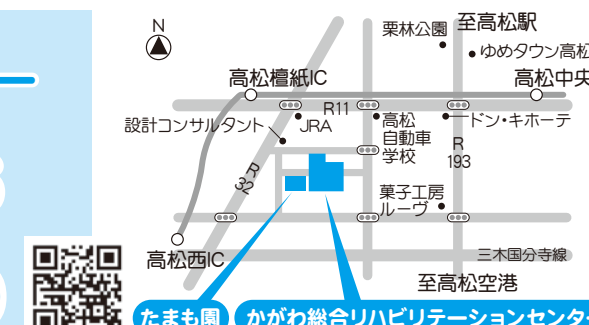 N
栗林公園
至高松駅
ゆめタウン高松
高松檀紙IC
高松中央
R11
設計コンサルタント
JRA
高松
自動車
学校
ドン・キホーテ
R
193
R
32
菓子工房
ルーヴ
高松西IC
三木国分寺線
至高松空港
たまも園
かがわ総合リハビリテーションセンター